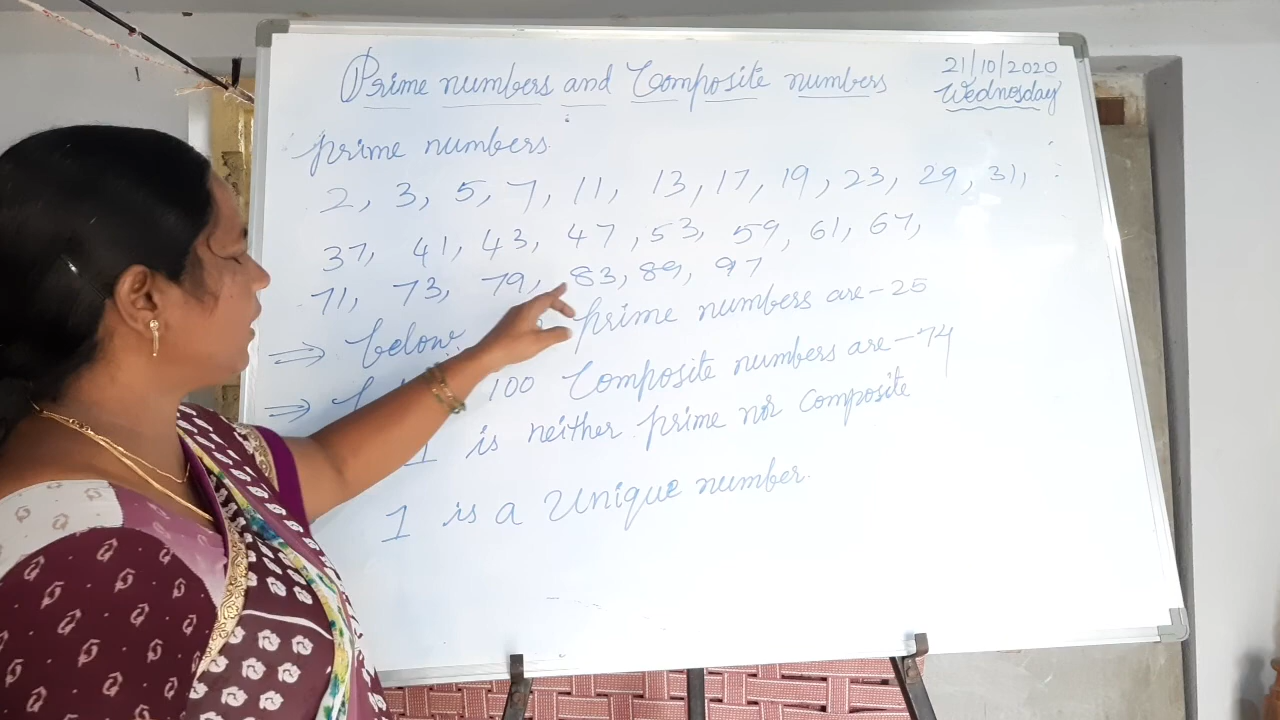 Prime numbers and Composite numbers
21/10/2020
Wednesday
prime numbers
2, 3, 5, 7, 11, 13, 17, 19, 23, 29, 31,
37, 41, 43, 47, 53, 59, 61, 67,
71, 73, 79, 83, 89, 97
⇒ below prime numbers are - 25
⇒ 100 Composite numbers are - 74
1 is neither prime nor composite
1 is a Unique number.